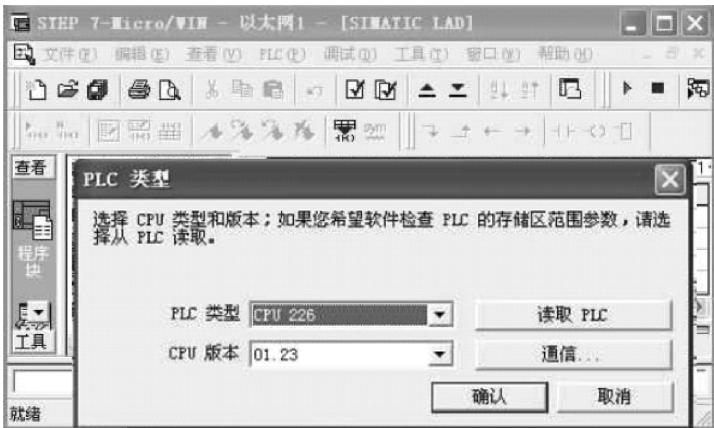 STEP 7-Micro/WIN - 以太网1 - [SIMATIC LAD]
文件(F) 编辑(E) 查看(V) PLC(P) 调试(D) 工具(T) 窗口(W) 帮助(H)
sym
查看
程序块
工具
PLC 类型
选择 CPU 类型和版本；如果您希望软件检查 PLC 的存储区范围参数，请选
择从 PLC 读取。
PLC 类型 CPU 226 读取 PLC
CPU 版本 01.23 通信...
确认 取消
就绪